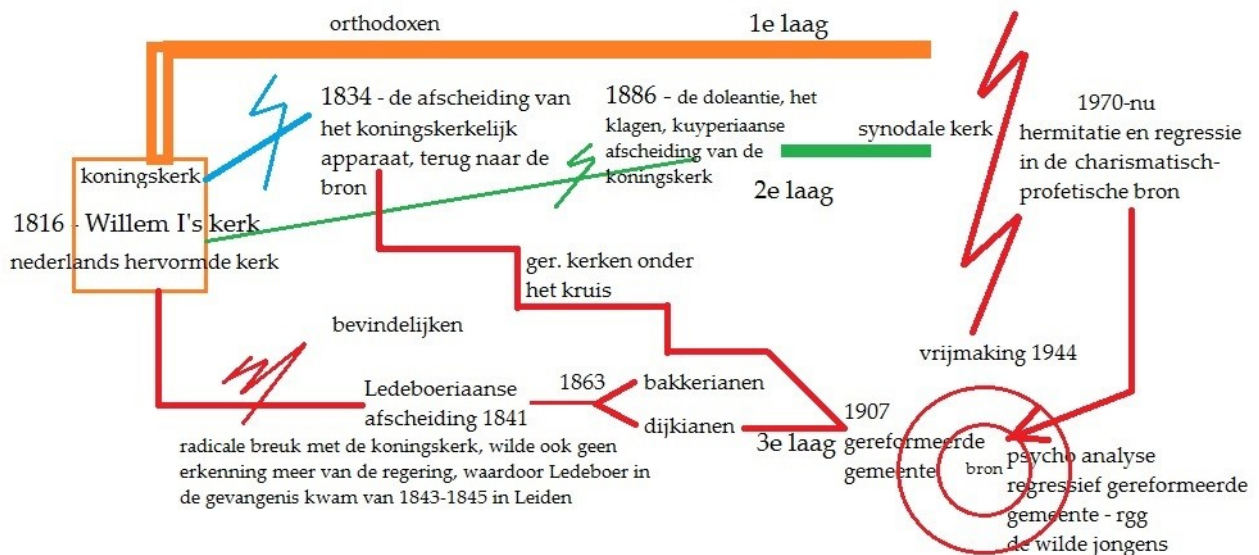 orthodoxen
1e laag
1834 - de afscheiding van
het koningskerkelijk
apparaat, terug naar de
bron
1886 - de doleantie, het
klagen, kuyperiaanse
afscheiding van de
koningskerk
synodale kerk
2e laag
1970-nu
hermitatie en regressie
in de charismatisch-
profetische bron
koningskerk
1816 - Willem I's kerk
nederlands hervormde kerk
ger. kerken onder
het kruis
bevindelijken
vrijmaking 1944
Ledeboeriaanse
afscheiding 1841
1863
bakkerianen
dijkianen
3e laag
1907
gereformeerde
gemeente
radicale breuk met de koningskerk, wilde ook geen
erkenning meer van de regering, waardoor Ledeboer in
de gevangenis kwam van 1843-1845 in Leiden
bron
psycho analyse
regressief gereformeerde
gemeente - rgg
de wilde jongens